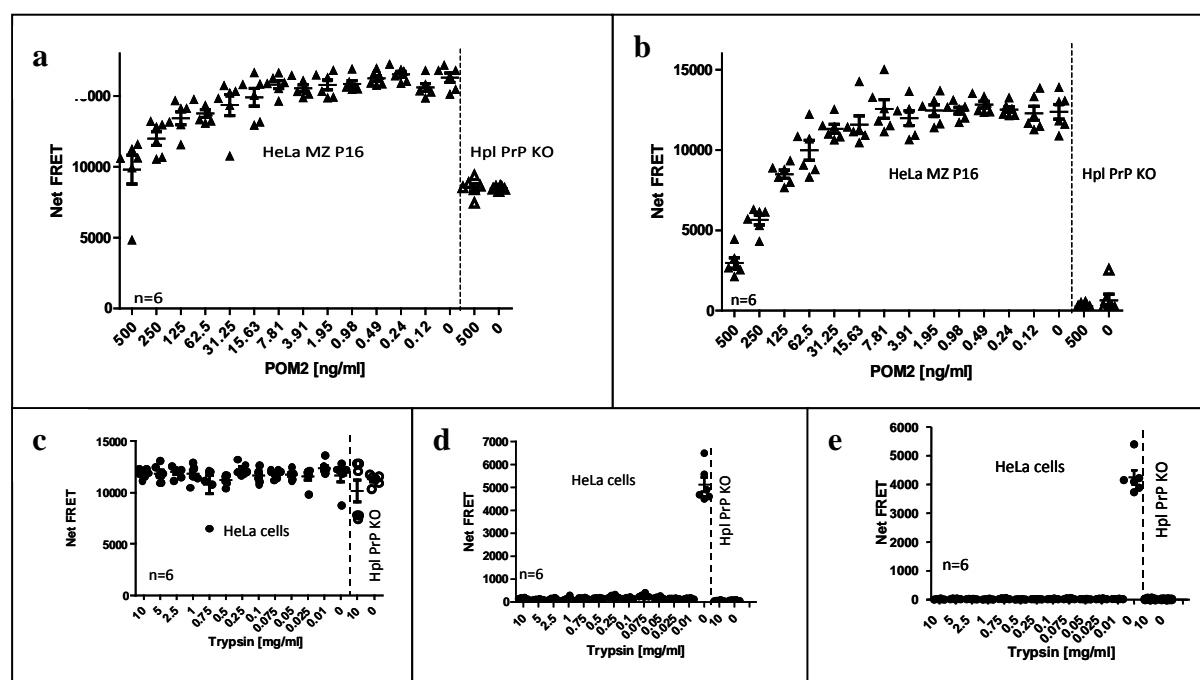 a
Net FRET
-,000
10000
5000
0
HeLa MZ P16
Hpl PrP KO
n=6
500 250 125 62.5 31.25 15.63 7.81 3.91 1.95 0.98 0.49 0.24 0.12 0 500 0
POM2 [ng/ml]
b
Net FRET
15000
10000
5000
0
HeLa MZ P16
Hpl PrP KO
n=6
500 250 125 62.5 31.25 15.63 7.81 3.91 1.95 0.98 0.49 0.24 0.12 0 500 0
POM2 [ng/ml]
c
Net FRET
15000
10000
5000
0
HeLa cells
Hpl PrP KO
n=6
10 5 2.5 1 0.75 0.5 0.25 0.1 0.075 0.05 0.025 0.01 0 10 0
Trypsin [mg/ml]
d
Net FRET
7000
6000
5000
4000
3000
2000
1000
0
HeLa cells
Hpl PrP KO
n=6
10 5 2.5 1 0.75 0.5 0.25 0.1 0.075 0.05 0.025 0.01 0 10 0
Trypsin [mg/ml]
e
Net FRET
6000
5000
4000
3000
2000
1000
0
HeLa cells
Hpl PrP KO
n=6
10 5 2.5 1 0.75 0.5 0.25 0.1 0.075 0.05 0.025 0.01 0 10 0
Trypsin [mg/ml]